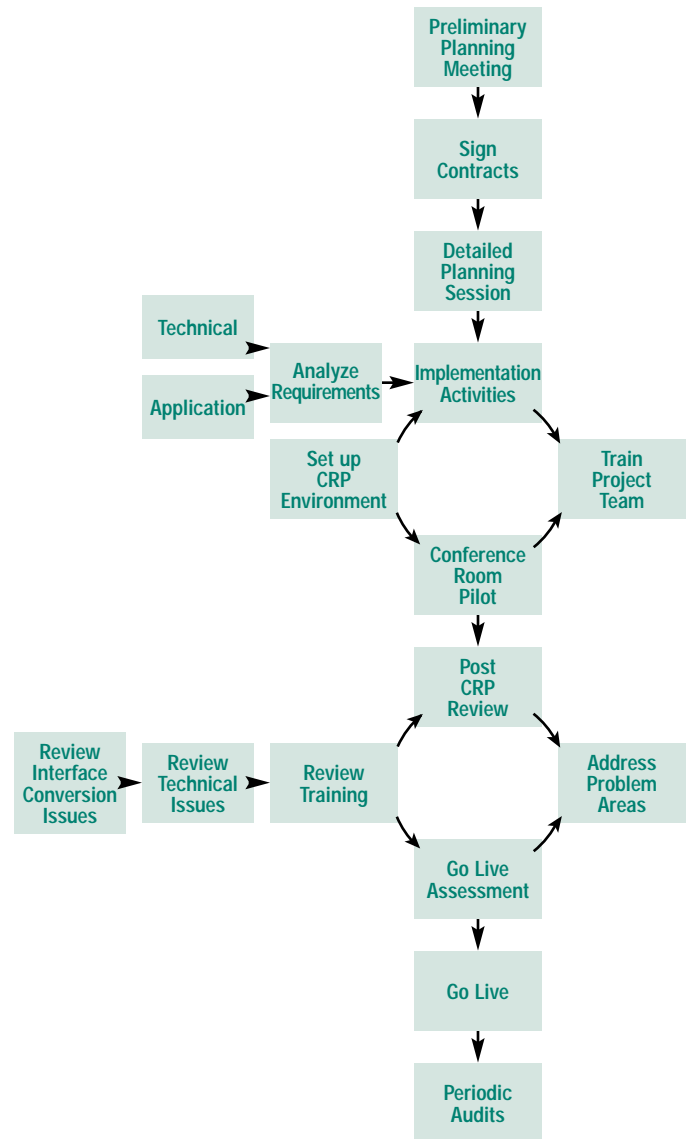 Preliminary
Planning
Meeting
Sign
Contracts
Detailed
Planning
Session
Technical
Application
Analyze
Requirements
Implementation
Activities
Set up
CRP
Environment
Train
Project
Team
Conference
Room
Pilot
Post
CRP
Review
Review
Interface
Conversion
Issues
Review
Technical
Issues
Review
Training
Address
Problem
Areas
Go Live
Assessment
Go Live
Periodic
Audits